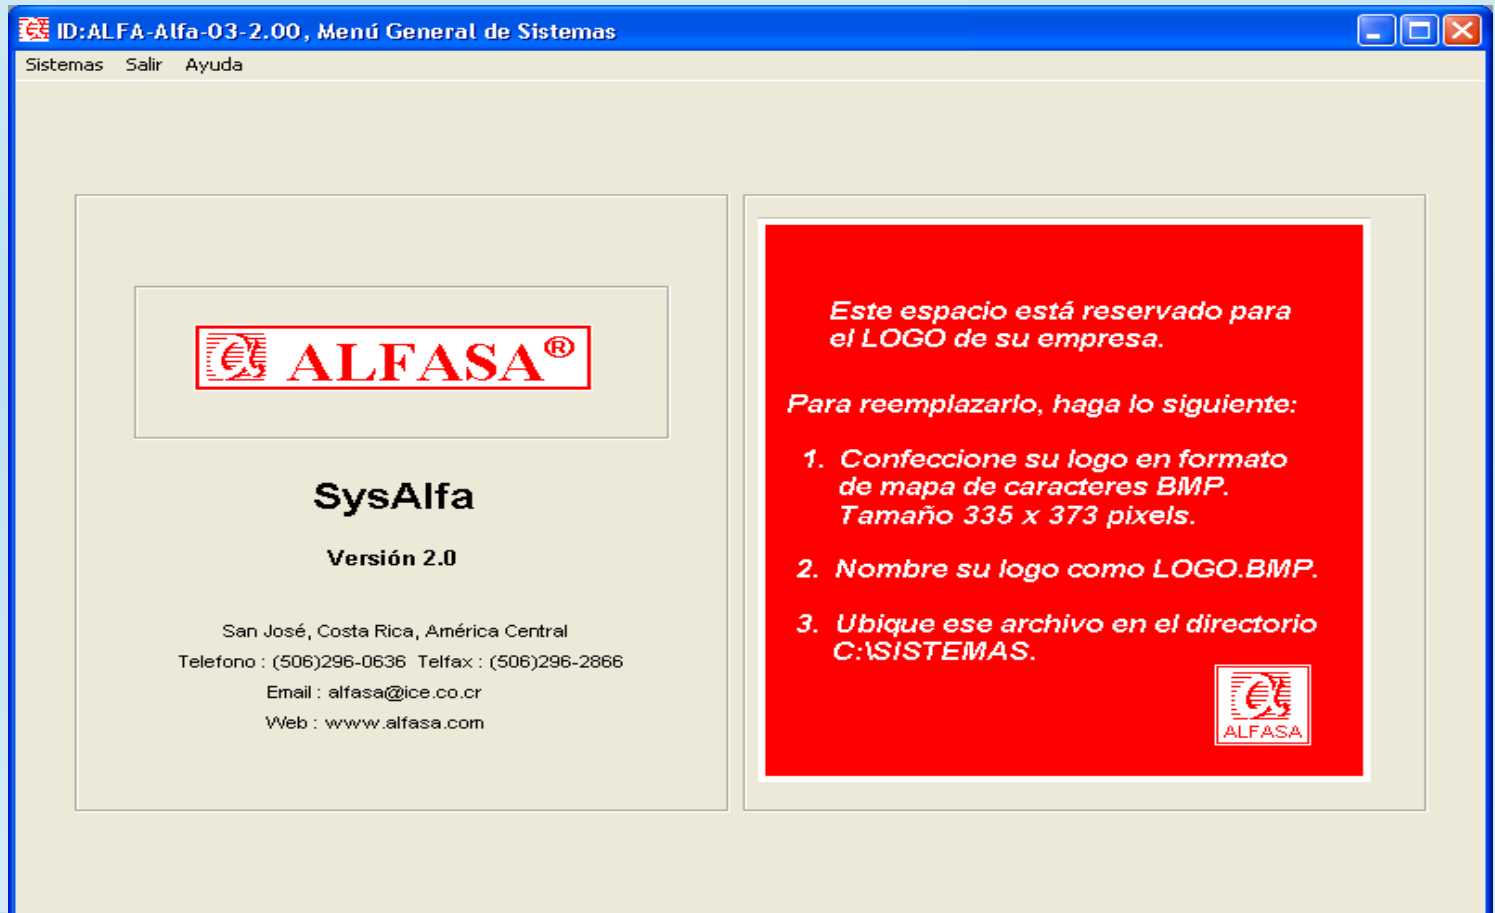 ID:ALFA-Alfa-03-2.00, Menú General de Sistemas
Sistemas Salir Ayuda
ALFASA®
SysAlfa
Versión 2.0
San José, Costa Rica, América Central
Telefono : (506)296-0636 Telfax : (506)296-2866
Email : alfasa@ice.co.cr
Web : www.alfasa.com
Este espacio está reservado para
el LOGO de su empresa.
Para reemplazarlo, haga lo siguiente:
1. Confeccione su logo en formato
de mapa de caracteres BMP.
Tamaño 335 x 373 pixels.
2. Nombre su logo como LOGO.BMP.
3. Ubique ese archivo en el directorio
C:\SISTEMAS.
ALFASA